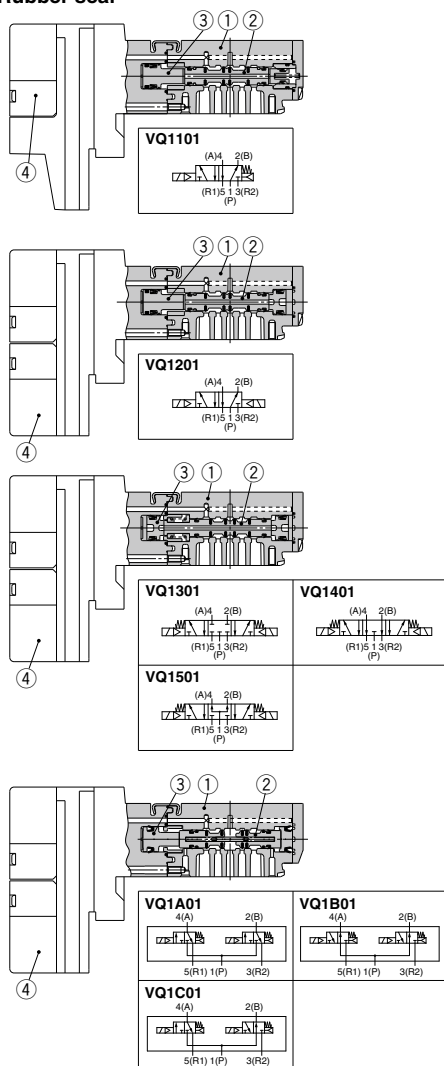 Rubber seal
③ ① ②
④
VQ1101
(A)4 2(B)
(R1)5 1 3(R2)
(P)
③ ① ②
④
VQ1201
(A)4 2(B)
(R1)5 1 3(R2)
(P)
③ ① ②
④
VQ1301
(A)4 2(B)
(R1)5 1 3(R2)
(P)
VQ1401
(A)4 2(B)
(R1)5 1 3(R2)
(P)
VQ1501
(A)4 2(B)
(R1)5 1 3(R2)
(P)
③ ① ②
④
VQ1A01
4(A) 2(B)
5(R1) 1(P) 3(R2)
VQ1B01
4(A) 2(B)
5(R1) 1(P) 3(R2)
VQ1C01
4(A) 2(B)
5(R1) 1(P) 3(R2)